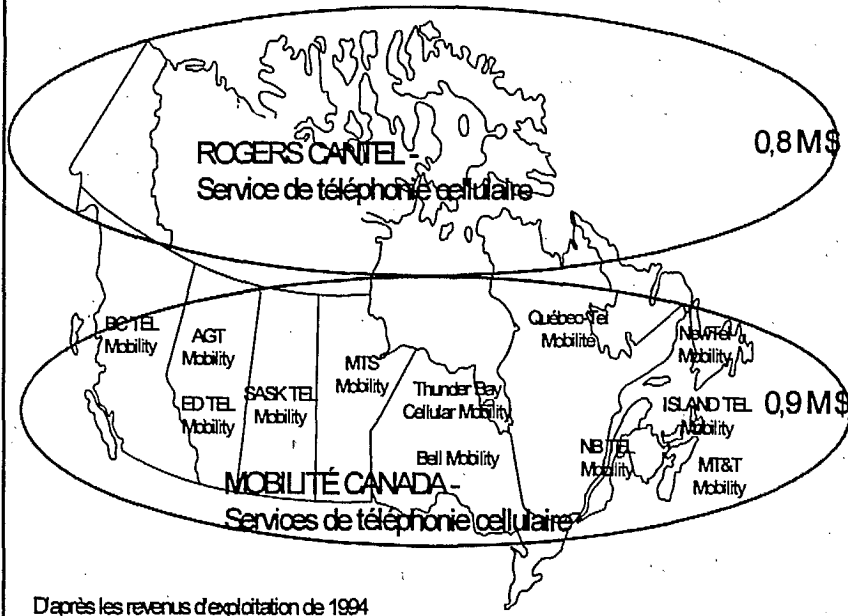 ROGERS CANTEL -
Service de téléphonie cellulaire
0,8 M$
BC TEL
Mobility
AGT
Mobility
ED TEL
Mobility
SASK TEL
Mobility
MTS
Mobility
Thunder Bay
Cellular Mobility
Bell Mobility
Québec-Tel
Mobilité
NewTel
Mobility
ISLAND TEL
Mobility
0,9 M$
NB TEL
Mobility
MT&T
Mobility
MOBILITÉ CANADA -
Services de téléphonie cellulaire
D'après les revenus d'exploitation de 1994